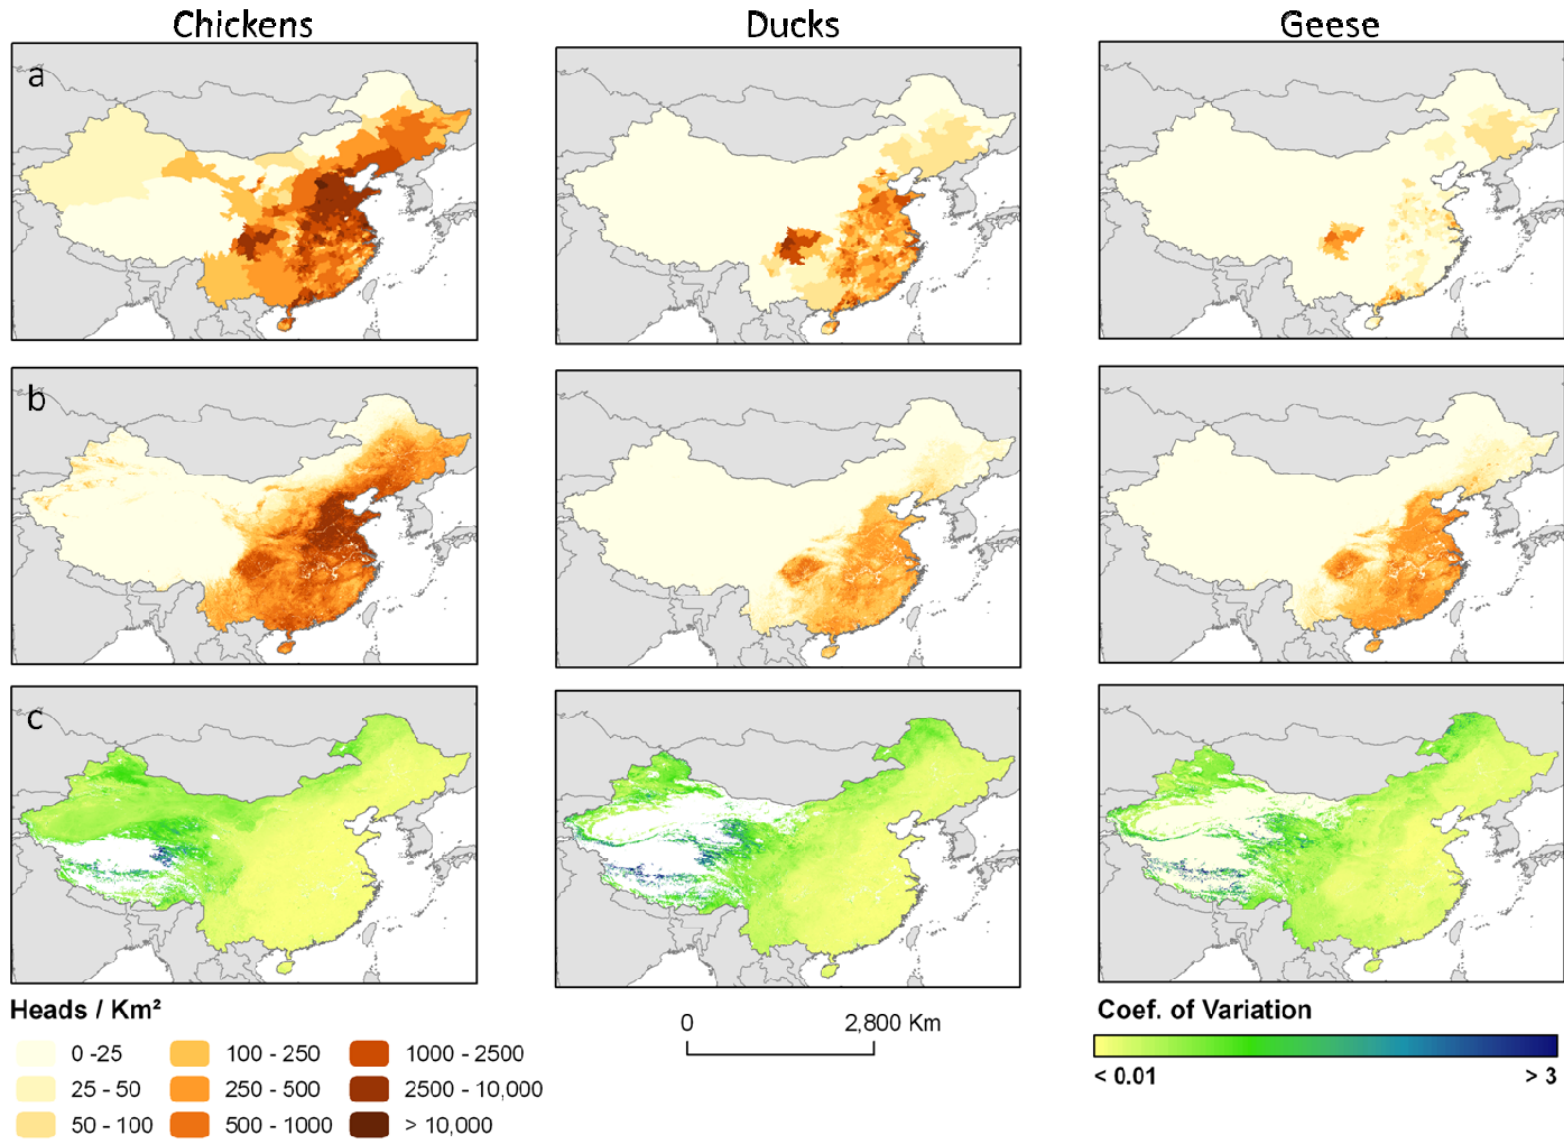 Chickens
Ducks
Geese
a
b
c
Heads / Km²
0 -25
100 - 250
1000 - 2500
25 - 50
250 - 500
2500 - 10,000
50 - 100
500 - 1000
> 10,000
0
2,800 Km
Coef. of Variation
< 0.01
> 3